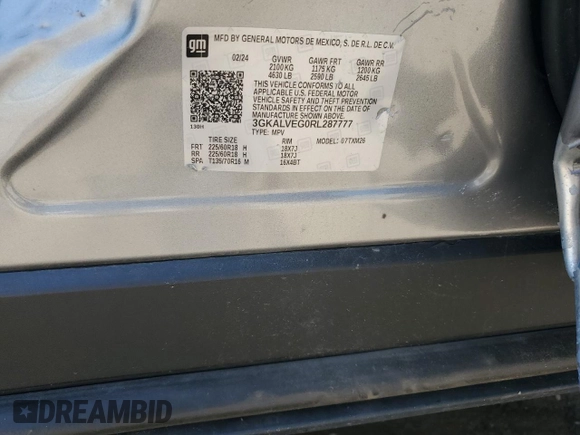 gm
MFD BY GENERAL MOTORS DE MEXICO, S. DE R.L. DE C.V.
02/24 GVWR GAWR FRT GAWR RR
2100 KG 1175 KG 1200 KG
4630 LB 2590 LB 2645 LB
THIS VEHICLE CONFORMS TO ALL
APPLICABLE U.S. FEDERAL MOTOR
VEHICLE SAFETY AND THEFT PREVENTION
STANDARDS IN EFFECT ON THE DATE OF
MANUFACTURE SHOWN ABOVE.
3GKALVEG0RL287777
TYPE: MPV
TIRE SIZE RIM MODEL: 07TXM26
FRT 225/60R18 H 18X7J
RR 225/60R18 H 18X7J
SPA T135/70R16 M 16X4BT
DREAMBID